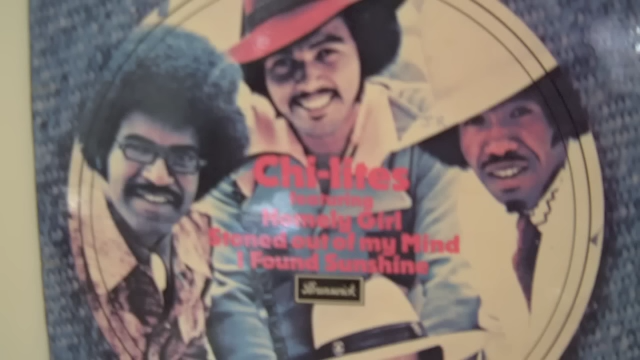 Chi-lites
featuring
Homely Girl
Stoned out of my Mind
I Found Sunshine
Brunswick